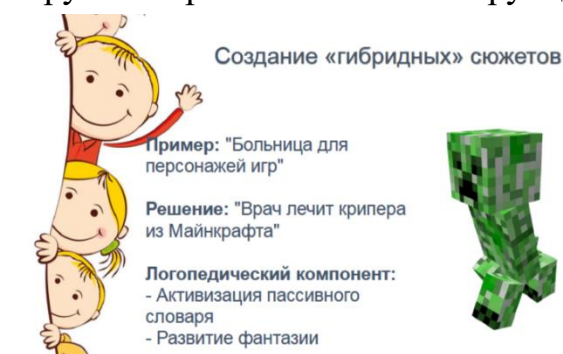 Создание «гибридных» сюжетов
Пример: "Больница для
персонажей игр"
Решение: "Врач лечит крипера
из Майнкрафта"
Логопедический компонент:
- Активизация пассивного
словаря
- Развитие фантазии